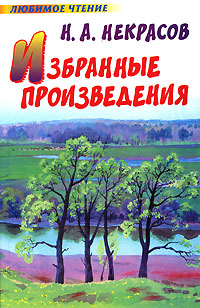 ЛЮБИМОЕ ЧТЕНИЕ
Н. А. НЕКРАСОВ
ИЗБРАННЫЕ
ПРОИЗВЕДЕНИЯ